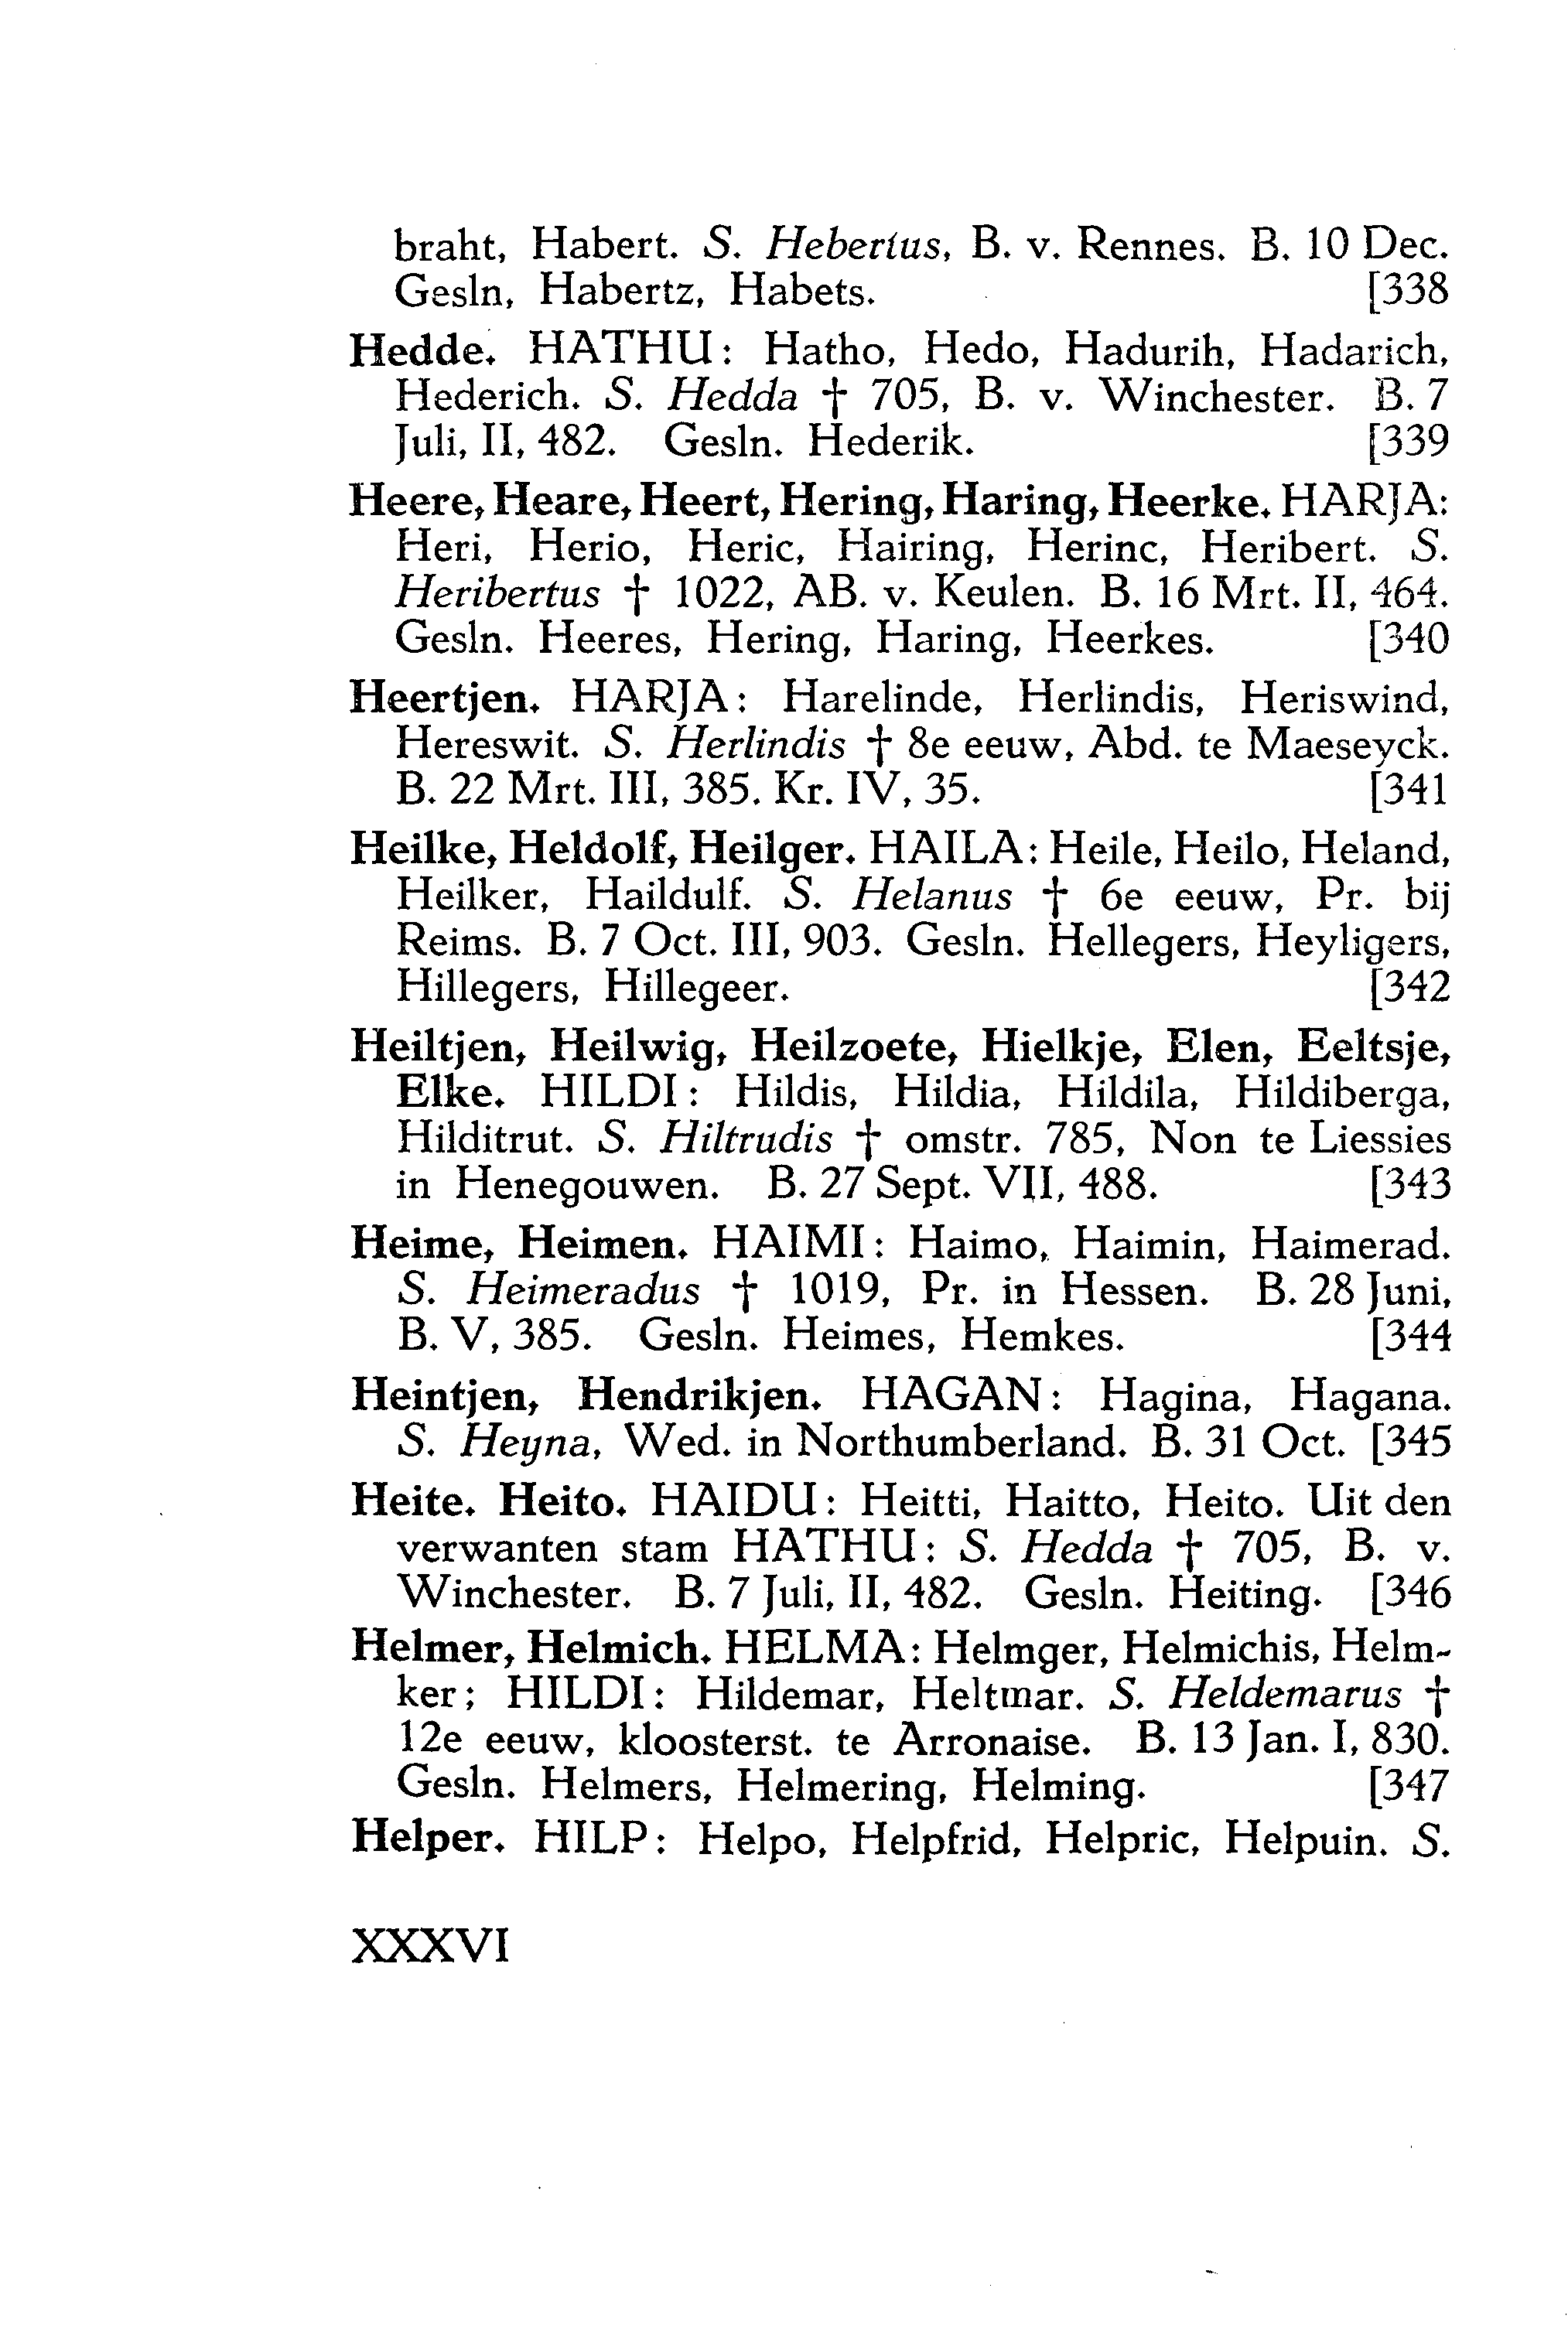 braht, Habert. S. Hebertus, B. v. Rennes. B. 10 Dec.
Gesln, Habertz, Habets. [338
Hedde. HATHU: Hatho, Hedo, Hadurih, Hadarich,
Hederich. S. Hedda † 705, B. v. Winchester. B. 7
Juli, II, 482. Gesln. Hederik. [339
Heere, Heare, Heert, Hering, Haring, Heerke. HARJA:
Heri, Herio, Heric, Hairing, Herinc, Heribert. S.
Heribertus † 1022, AB. v. Keulen. B. 16 Mrt. II, 464.
Gesln. Heeres, Hering, Haring, Heerkes. [340
Heertjen. HARJA: Harelinde, Herlindis, Heriswind,
Hereswit. S. Herlindis † 8e eeuw, Abd. te Maeseyck.
B. 22 Mrt. III, 385. Kr. IV, 35. [341
Heilke, Heldolf, Heilger. HAILA: Heile, Heilo, Heland,
Heilker, Haildulf. S. Helanus † 6e eeuw, Pr. bij
Reims. B. 7 Oct. III, 903. Gesln. Hellegers, Heyligers,
Hillegers, Hillegeer. [342
Heiltjen, Heilwig, Heilzoete, Hielkje, Elen, Eeltsje,
Elke. HILDI: Hildis, Hildia, Hildila, Hildiberga,
Hilditrut. S. Hiltrudis † omstr. 785, Non te Liessies
in Henegouwen. B. 27 Sept. VII, 488. [343
Heime, Heimen. HAIMI: Haimo, Haimin, Haimerad.
S. Heimeradus † 1019, Pr. in Hessen. B. 28 Juni,
B. V, 385. Gesln. Heimes, Hemkes. [344
Heintjen, Hendrikjen. HAGAN: Hagina, Hagana.
S. Heyna, Wed. in Northumberland. B. 31 Oct. [345
Heite. Heito. HAIDU: Heitti, Haitto, Heito. Uit den
verwanten stam HATHU: S. Hedda † 705, B. v.
Winchester. B. 7 Juli, II, 482. Gesln. Heiting. [346
Helmer, Helmich. HELMA: Helmger, Helmichis, Helm-
ker; HILDI: Hildemar, Heltmar. S. Heldemarus †
12e eeuw, kloosterst. te Arronaise. B. 13 Jan. I, 830.
Gesln. Helmers, Helmering, Helming. [347
Helper. HILP: Helpo, Helpfrid, Helpric, Helpuin. S.
XXXVI